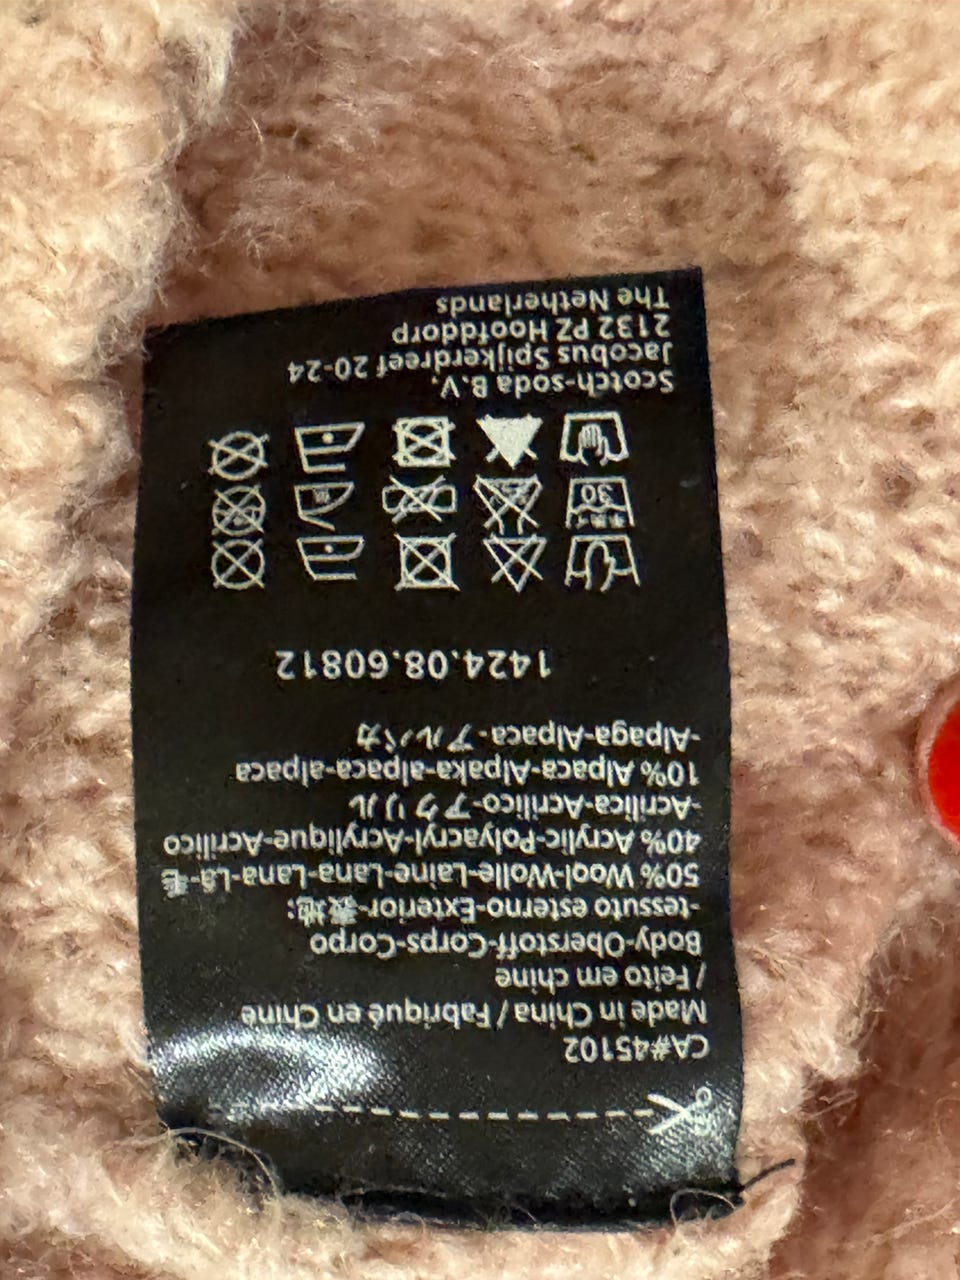 CA#45102
Made in China / Fabriqué en Chine
/ Feito em chine
Body-Oberstoff-Corps-Corpo
-tessuto esterno-Exterior-表地:
50% Wool-Wolle-Laine-Lana-Lana-Lã-毛
40% Acrylic-Polyacryl-Acrylique-Acrilico
-Acrilica-Acrilico-アクリル
10% Alpaca-Alpaka-alpaka-alpaca-alpaca
-Alpaga-Alpaca-アルパカ
1424.08.60812
30
Scotch-soda B.V.
Jacobus Spijkerdreef 20-24
2132 PZ Hoofddorp
The Netherlands